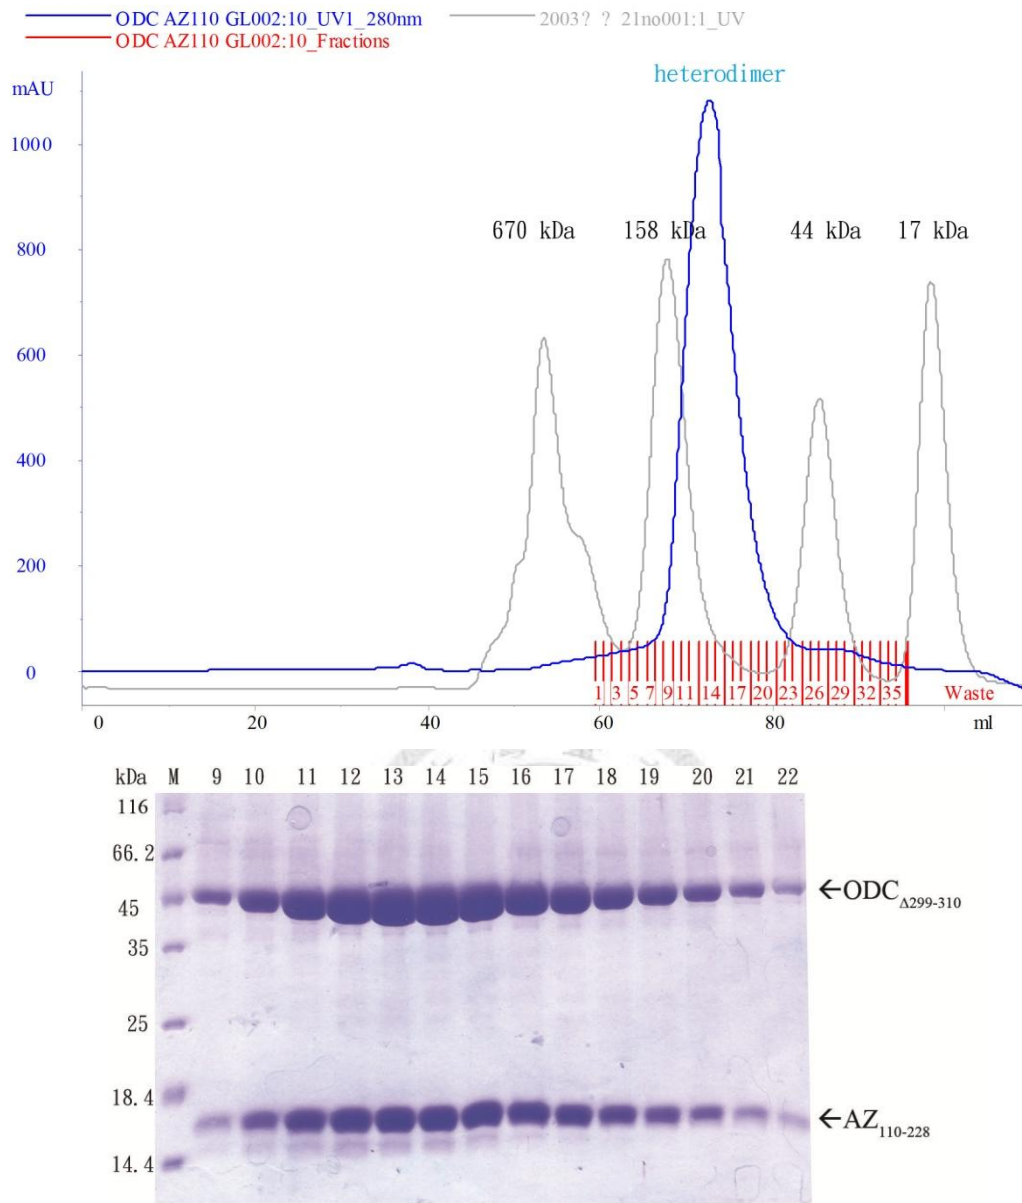 ODC AZ110 GL002:10_UV1_280nm 2003? ? 21no001:1_UV
ODC AZ110 GL002:10_Fractions
heterodimer
mAU
1000
670 kDa 158 kDa 44 kDa 17 kDa
800
600
400
200
0
1 3 5 7 9 11 14 17 20 23 26 29 32 35 Waste
0 20 40 60 80 ml
kDa M 9 10 11 12 13 14 15 16 17 18 19 20 21 22
116
66.2
←ODCΔ299-310
45
35
25
18.4
←AZ110-228
14.4